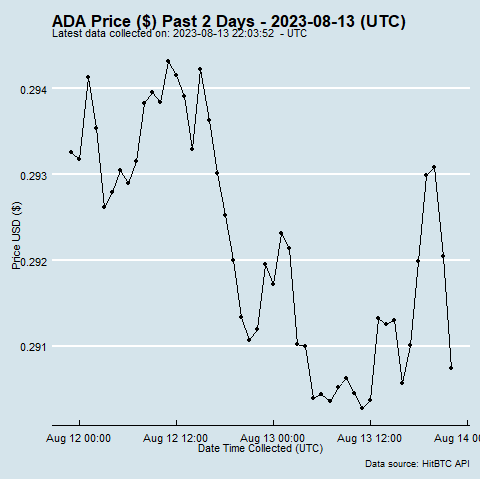 ADA Price ($) Past 2 Days - 2023-08-13 (UTC)
Latest data collected on: 2023-08-13 22:03:52 - UTC
0.294
0.293
0.292
0.291
Price USD ($)
Aug 12 00:00 Aug 12 12:00 Aug 13 00:00 Aug 13 12:00 Aug 14 00
Date Time Collected (UTC)
Data source: HitBTC API